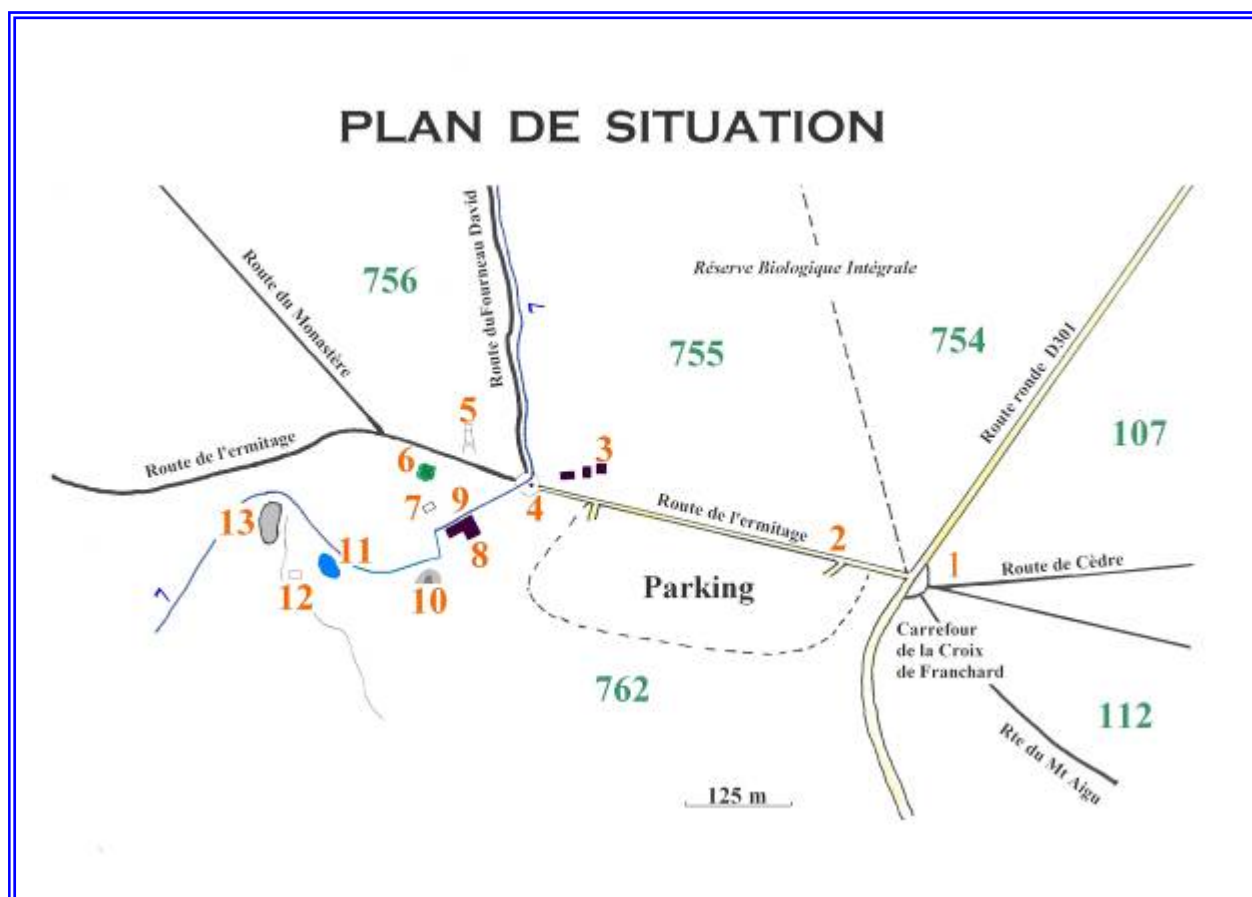 PLAN DE SITUATION
Route du Monastère
756
Route duFourneau David
7
Réserve Biologique Intégrale
755
754
Route ronde D301
107
Route de l'ermitage
5
6
7
9
3
4
8
Route de l'ermitage
2
1
Route de Cèdre
13
11
12
10
7
Parking
Carrefour
de la Croix
de Franchard
762
112
Rte du Mt Aigu
125 m